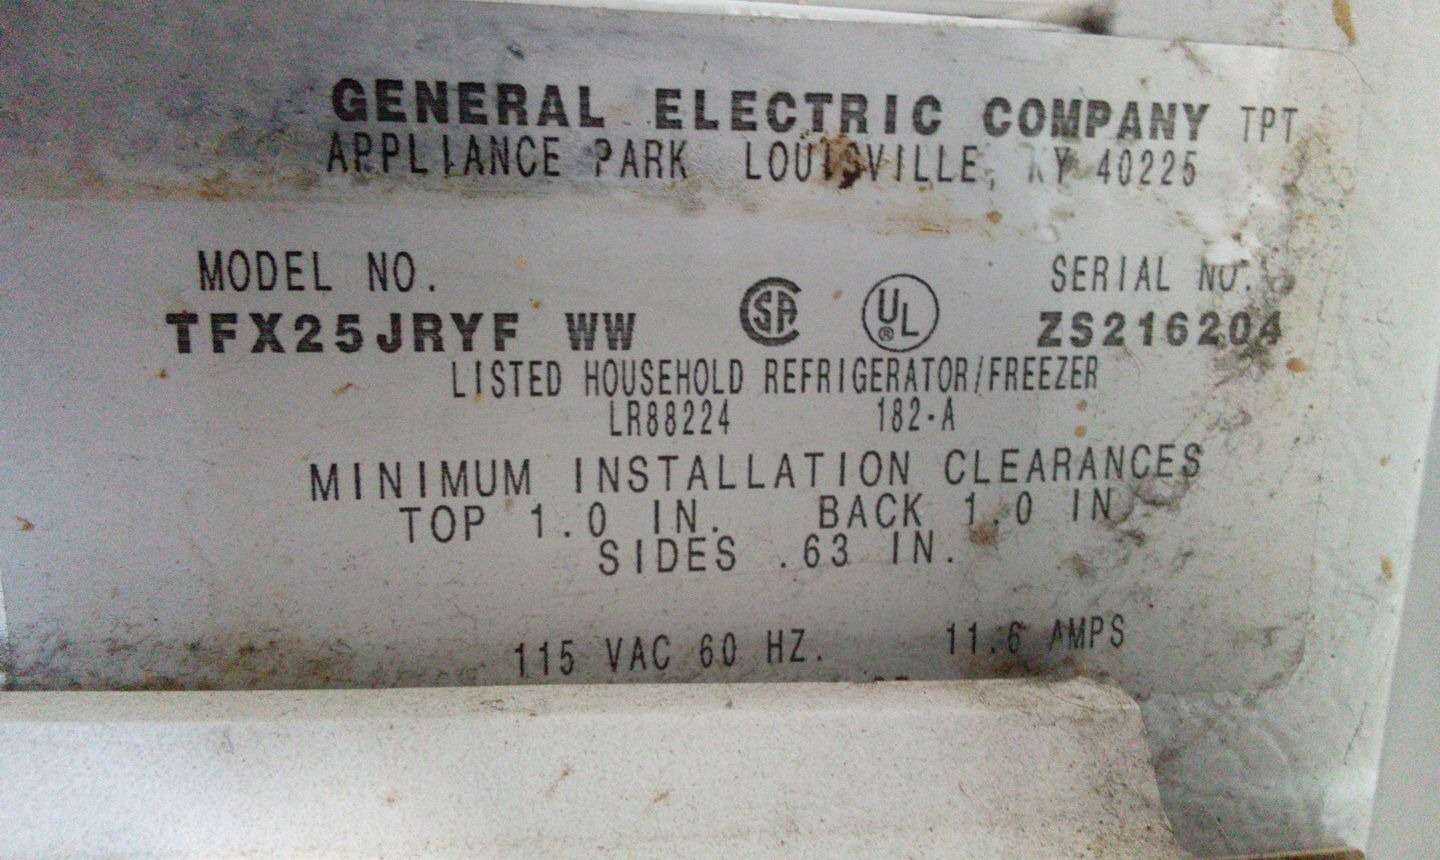 GENERAL ELECTRIC COMPANY TPT
APPLIANCE PARK LOUISVILLE, KY 40225
MODEL NO. SERIAL NO.
TFX25JRYF WW SA UL ® ZS216204
LISTED HOUSEHOLD REFRIGERATOR/FREEZER
LR88224 182-A
MINIMUM INSTALLATION CLEARANCES
TOP 1.0 IN. BACK 1.0 IN
SIDES .63 IN.
115 VAC 60 HZ. 11.6 AMPS